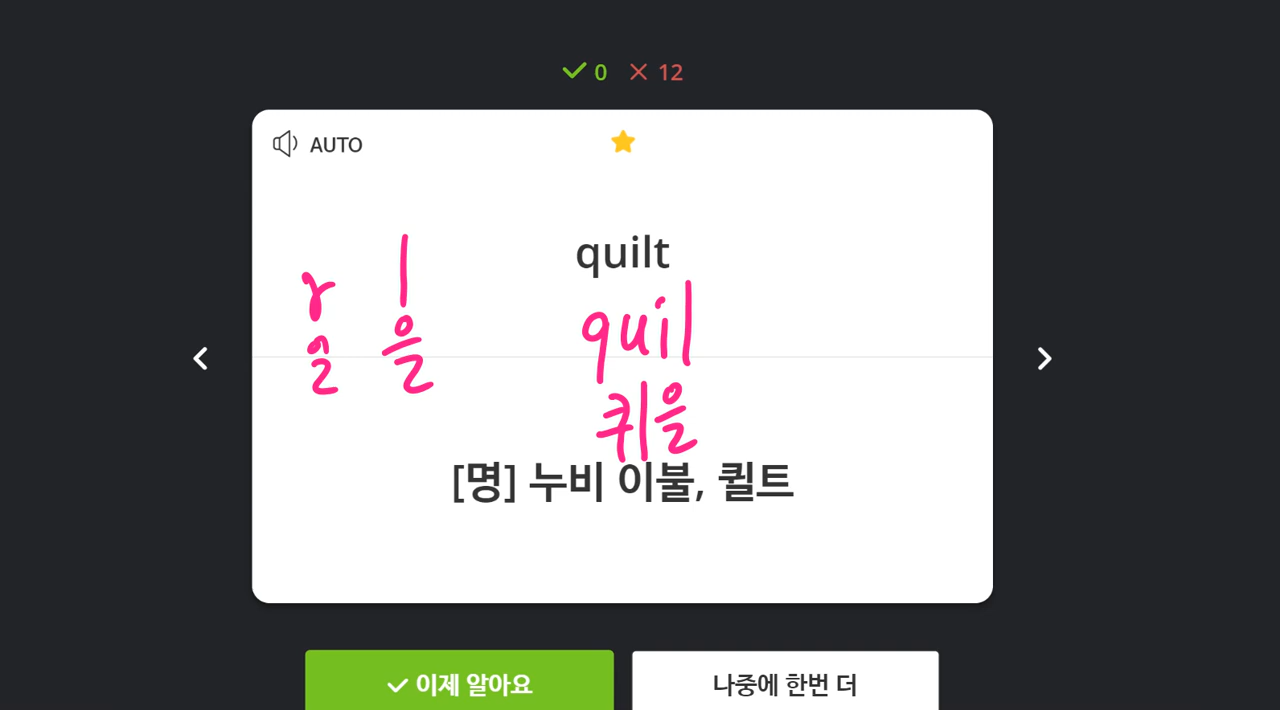 0 12
AUTO
quilt
r l
을 을
quil
퀴을
[명] 누비 이불, 퀼트
이제 알아요 나중에 한번 더